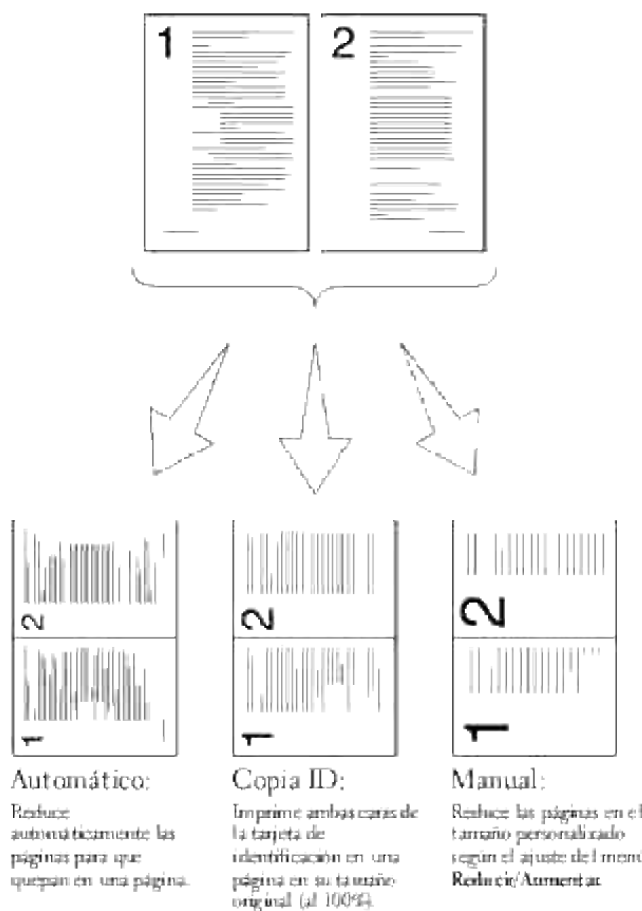 1 2
2
1
2
1
2
1
Automático:
Reduce
automáticamente las
páginas para que
quepan en una página.
Copia ID:
Imprime ambas caras de
la tarjeta de
identificación en una
página en su tamaño
original (al 100%).
Manual:
Reduce las páginas en el
tamaño personalizado
según el ajuste del menú
Reducir/Aumentar.